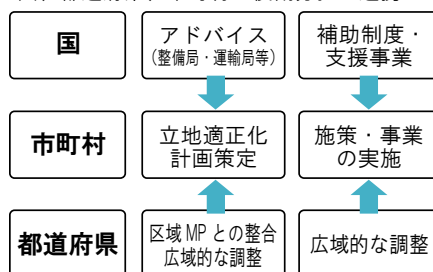 国
アドバイス
(整備局・運輸局等)
補助制度・
支援事業
市町村
立地適正化
計画策定
施策・事業
の実施
都道府県
区域MPとの整合
広域的な調整
広域的な調整